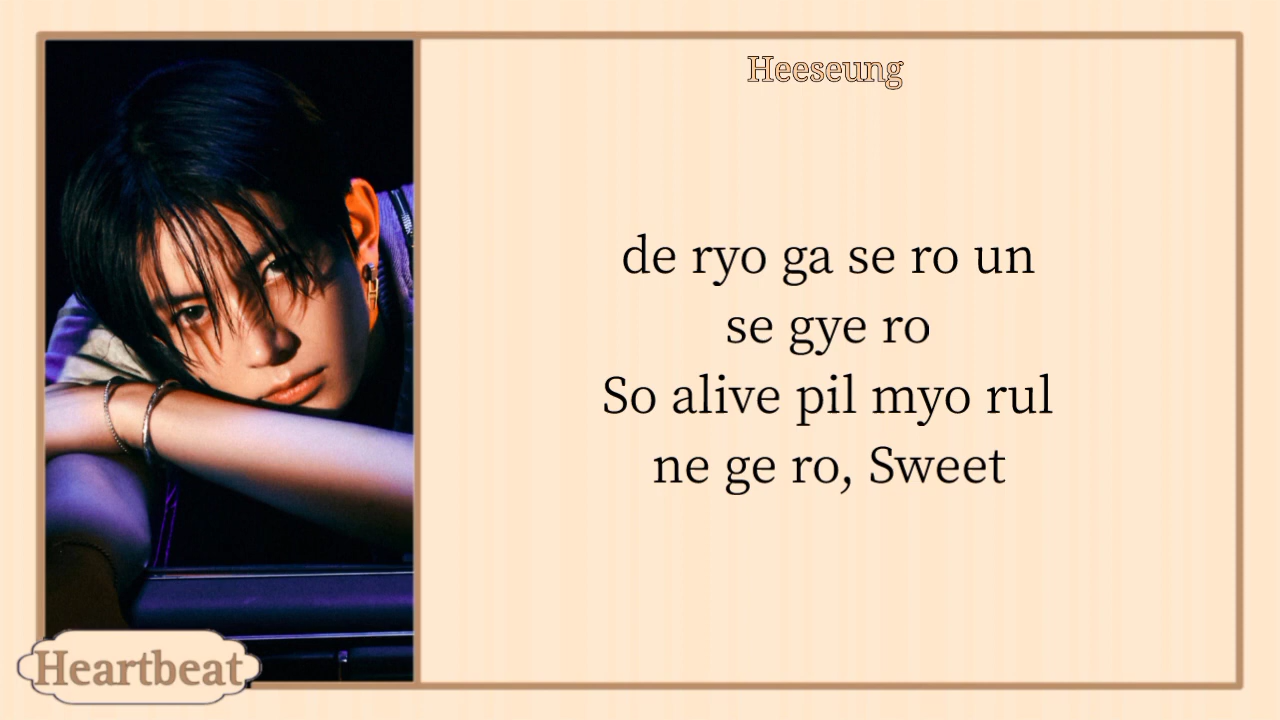 Heeseung
de ryo ga se ro un
se gye ro
So alive pil myo rul
ne ge ro, Sweet
Heartbeat